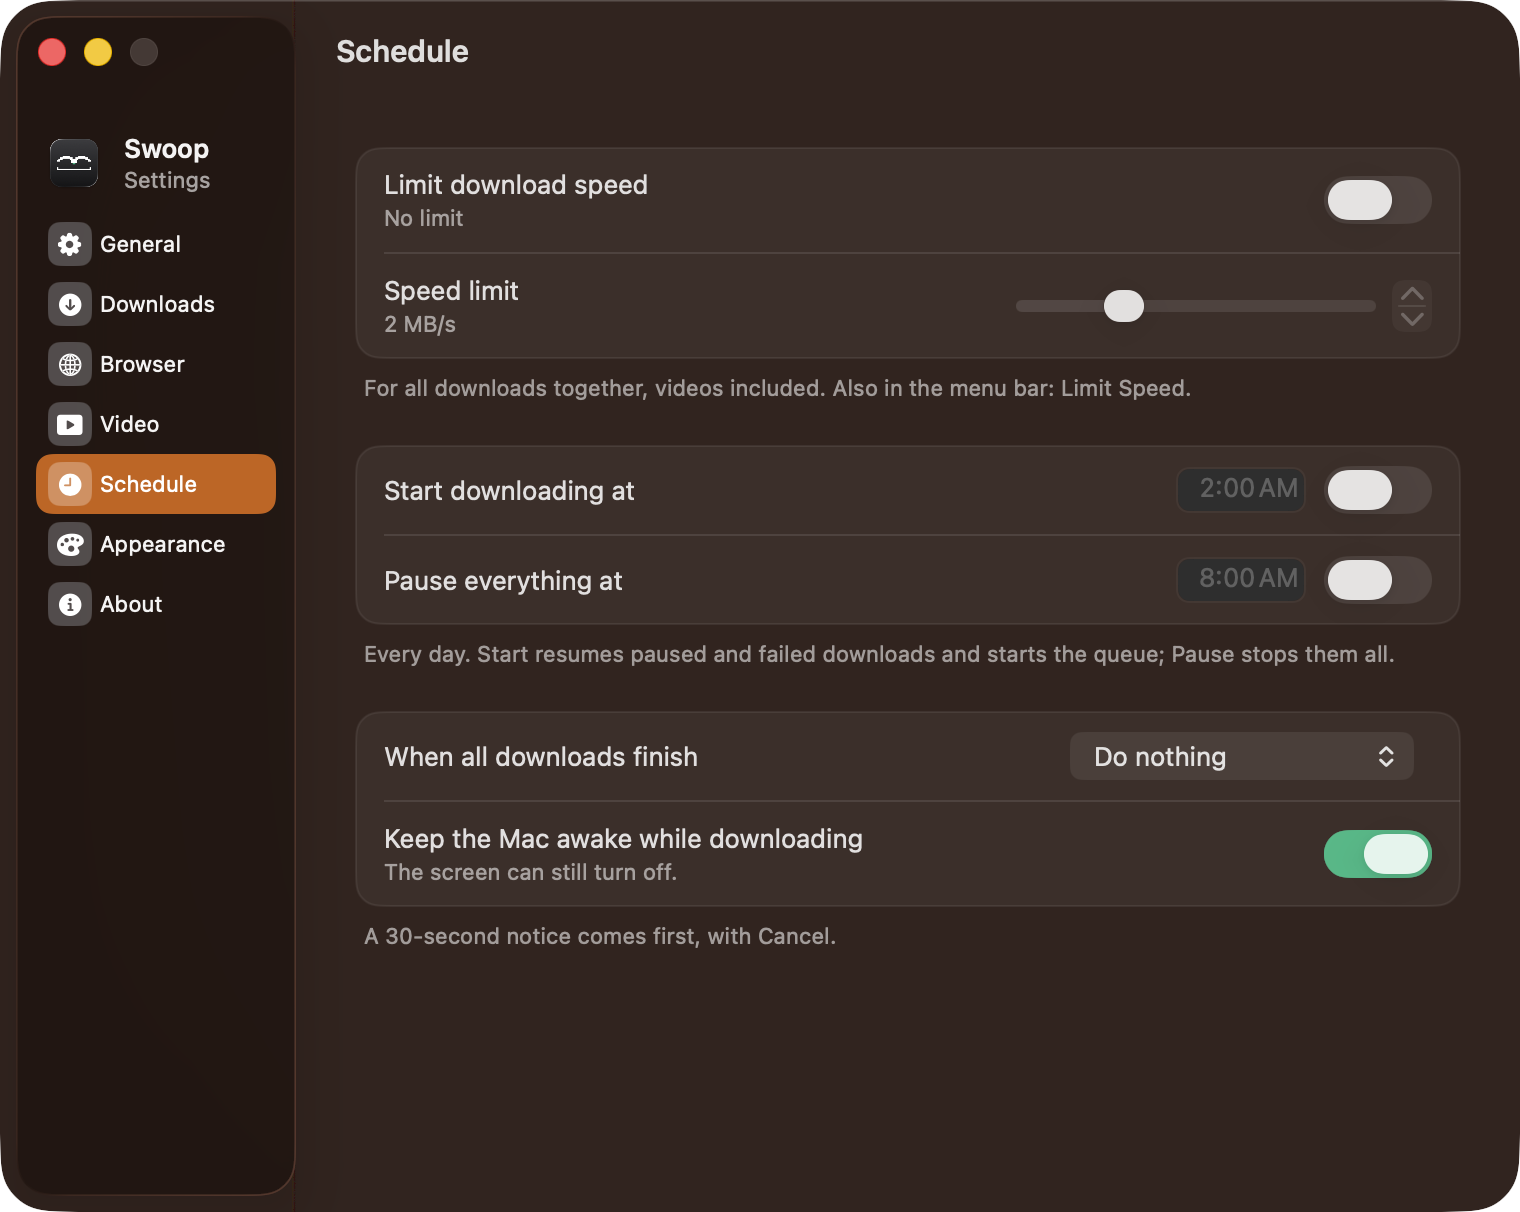 Schedule
Swoop
Settings
General
Downloads
Browser
Video
Schedule
Appearance
About
Limit download speed
No limit
Speed limit
2 MB/s
For all downloads together, videos included. Also in the menu bar: Limit Speed.
Start downloading at 2:00 AM
Pause everything at 8:00 AM
Every day. Start resumes paused and failed downloads and starts the queue; Pause stops them all.
When all downloads finish Do nothing
Keep the Mac awake while downloading
The screen can still turn off.
A 30-second notice comes first, with Cancel.